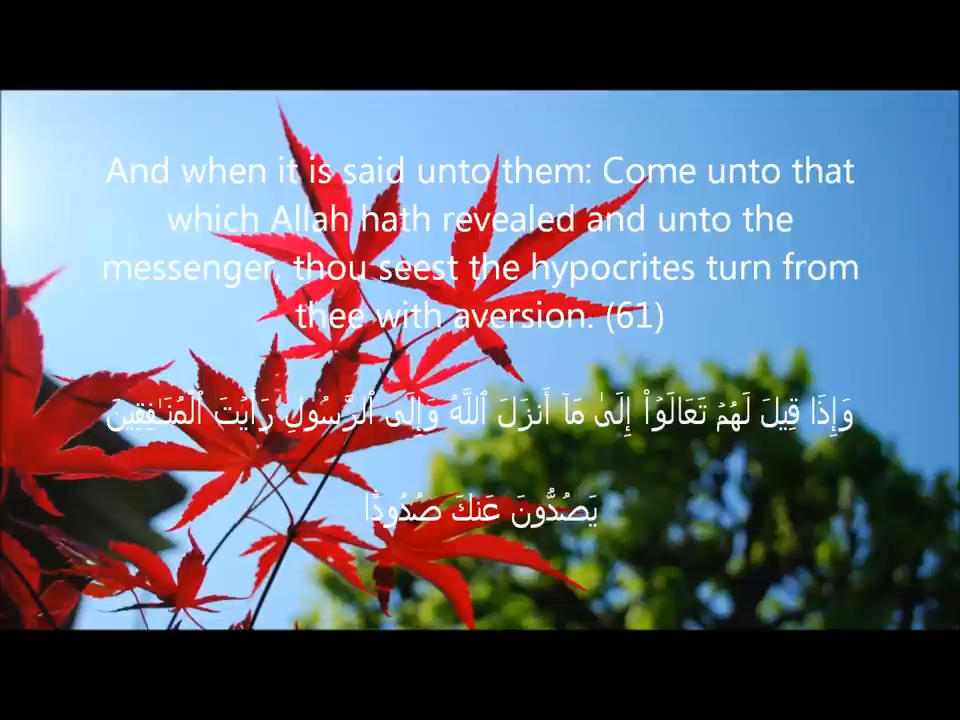 And when it is said unto them: Come unto that
which Allah hath revealed and unto the
messenger, thou seest the hypocrites turn from
thee with aversion. (61)
وَإِذَا قِيلَ لَهُمۡ تَعَالَوۡاْ إِلَىٰ مَآ أَنزَلَ ٱللَّهُ وَإِلَى ٱلرَّسُولِ رَأَيۡتَ ٱلۡمُنَٰفِقِينَ
يَصُدُّونَ عَنكَ صُدُودٗا